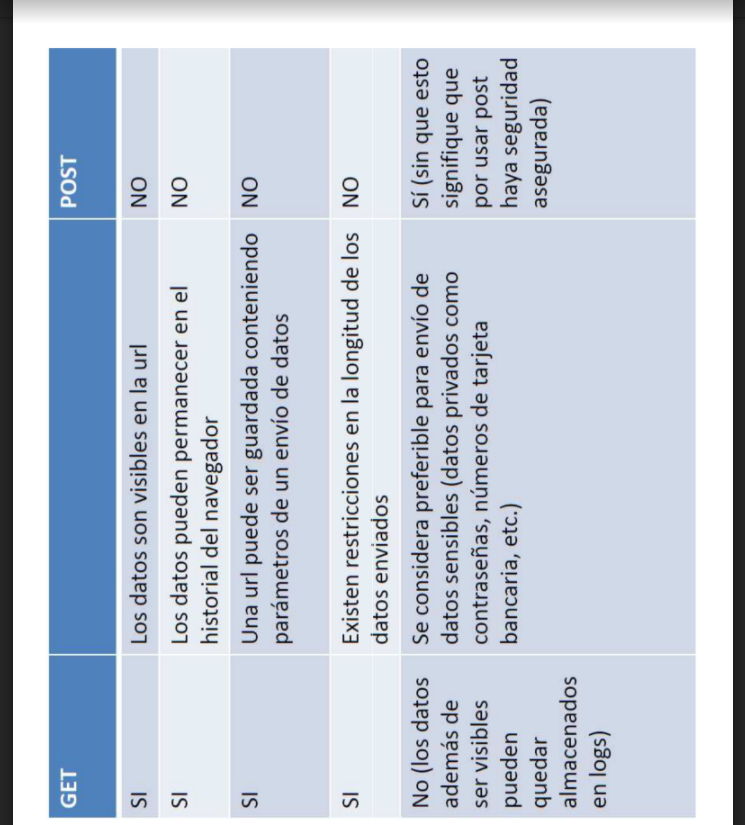 GET POST
SI Los datos son visibles en la url NO
SI Los datos pueden permanecer en el NO
historial del navegador
SI Una url puede ser guardada conteniendo NO
parámetros de un envío de datos
SI Existen restricciones en la longitud de los NO
datos enviados
No (los datos Se considera preferible para envío de Sí (sin que esto
además de datos sensibles (datos privados como signifique que
ser visibles contraseñas, números de tarjeta por usar post
pueden bancaria, etc.) haya seguridad
quedar asegurada)
almacenados
en logs)